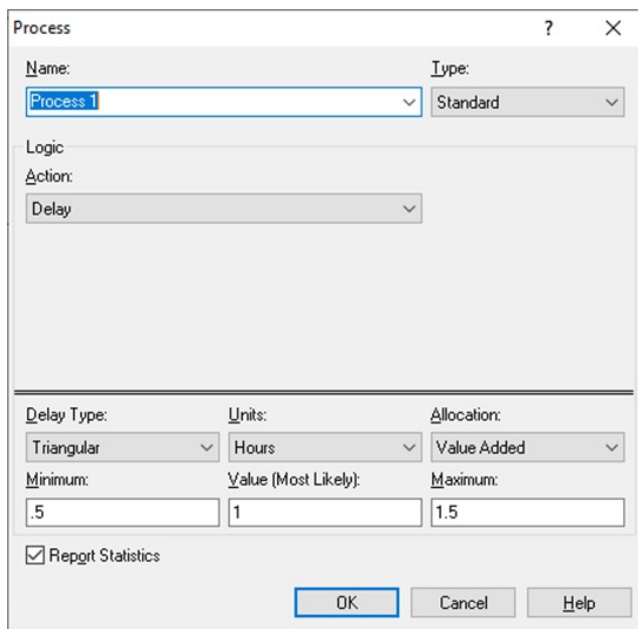 Process ?
Name: Type:
Process 1 Standard
Logic
Action:
Delay
Delay Type: Units: Allocation:
Triangular Hours Value Added
Minimum: Value (Most Likely): Maximum:
.5 1 1.5
Report Statistics
OK Cancel Help